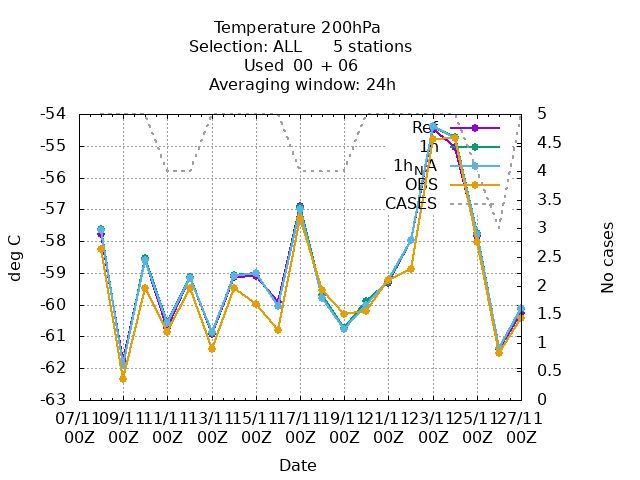 Temperature 200hPa
Selection: ALL 5 stations
Used 00 + 06
Averaging window: 24h
-54
-55
-56
-57
-58
-59
-60
-61
-62
-63
5
4.5
4
3.5
3
2.5
2
1.5
1
0.5
0
Ref
1h
1h_NA
OBS
CASES
deg C
No cases
07/11 09/11 11/11 13/11 15/11 17/11 19/11 21/11 23/11 25/11 27/11
00Z 00Z 00Z 00Z 00Z 00Z 00Z 00Z 00Z 00Z 00Z
Date